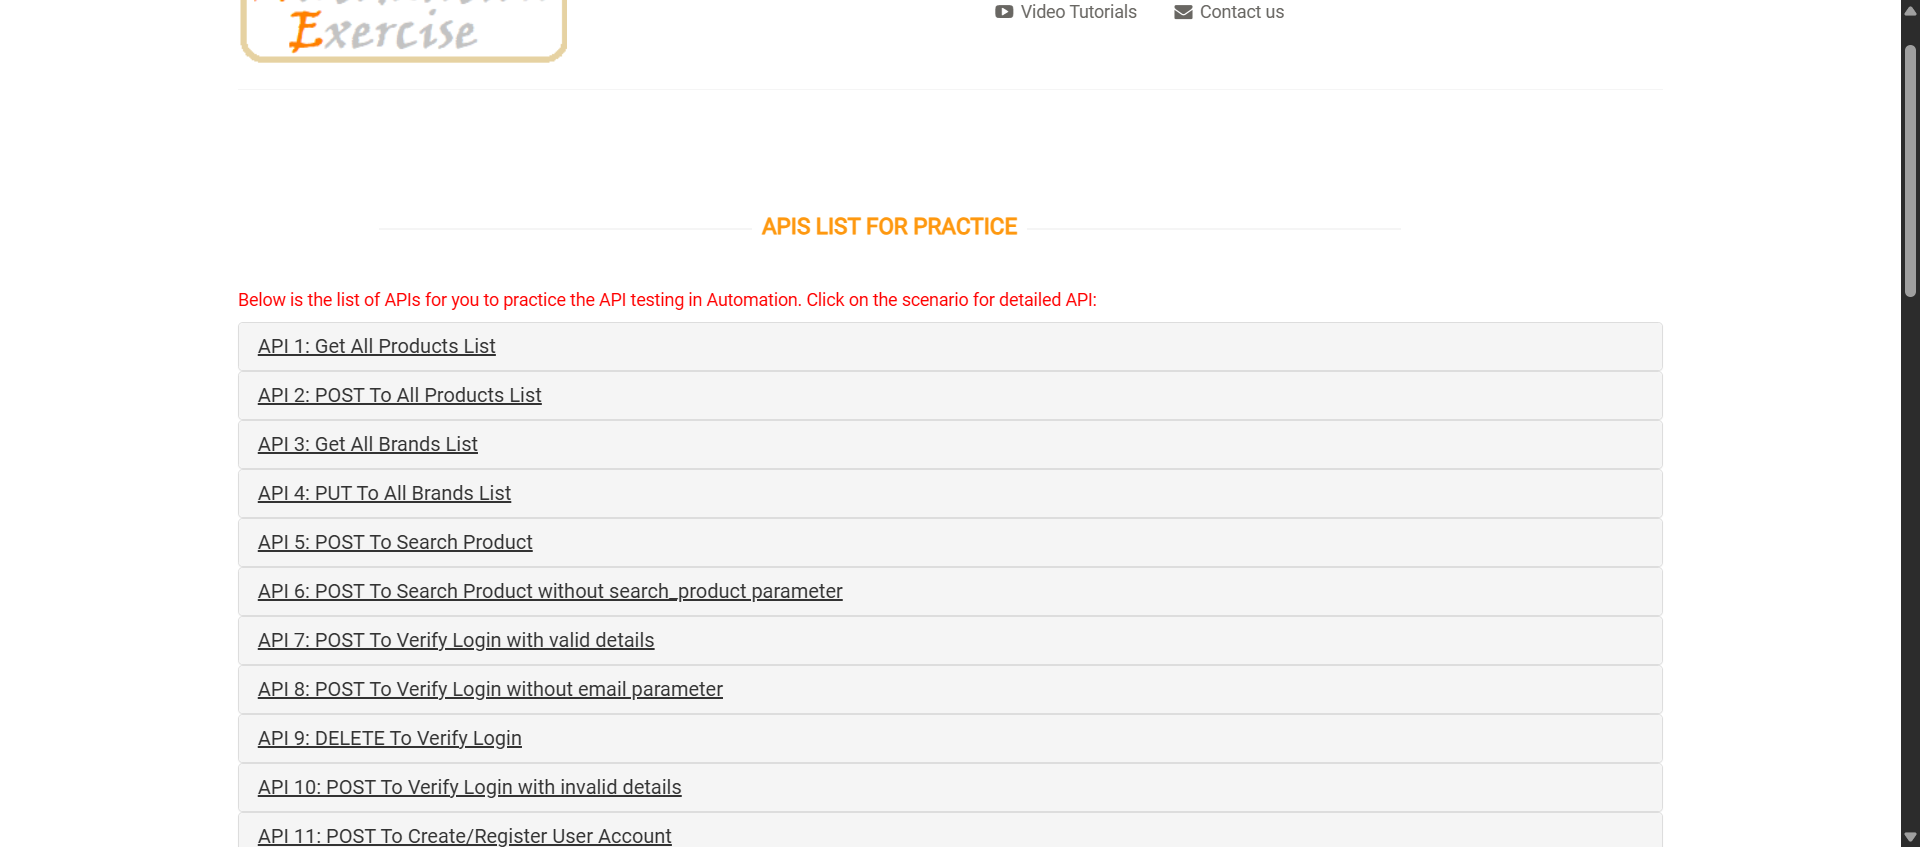 Exercise
Video Tutorials
Contact us
APIS LIST FOR PRACTICE
Below is the list of APIs for you to practice the API testing in Automation. Click on the scenario for detailed API:
API 1: Get All Products List
API 2: POST To All Products List
API 3: Get All Brands List
API 4: PUT To All Brands List
API 5: POST To Search Product
API 6: POST To Search Product without search_product parameter
API 7: POST To Verify Login with valid details
API 8: POST To Verify Login without email parameter
API 9: DELETE To Verify Login
API 10: POST To Verify Login with invalid details
API 11: POST To Create/Register User Account